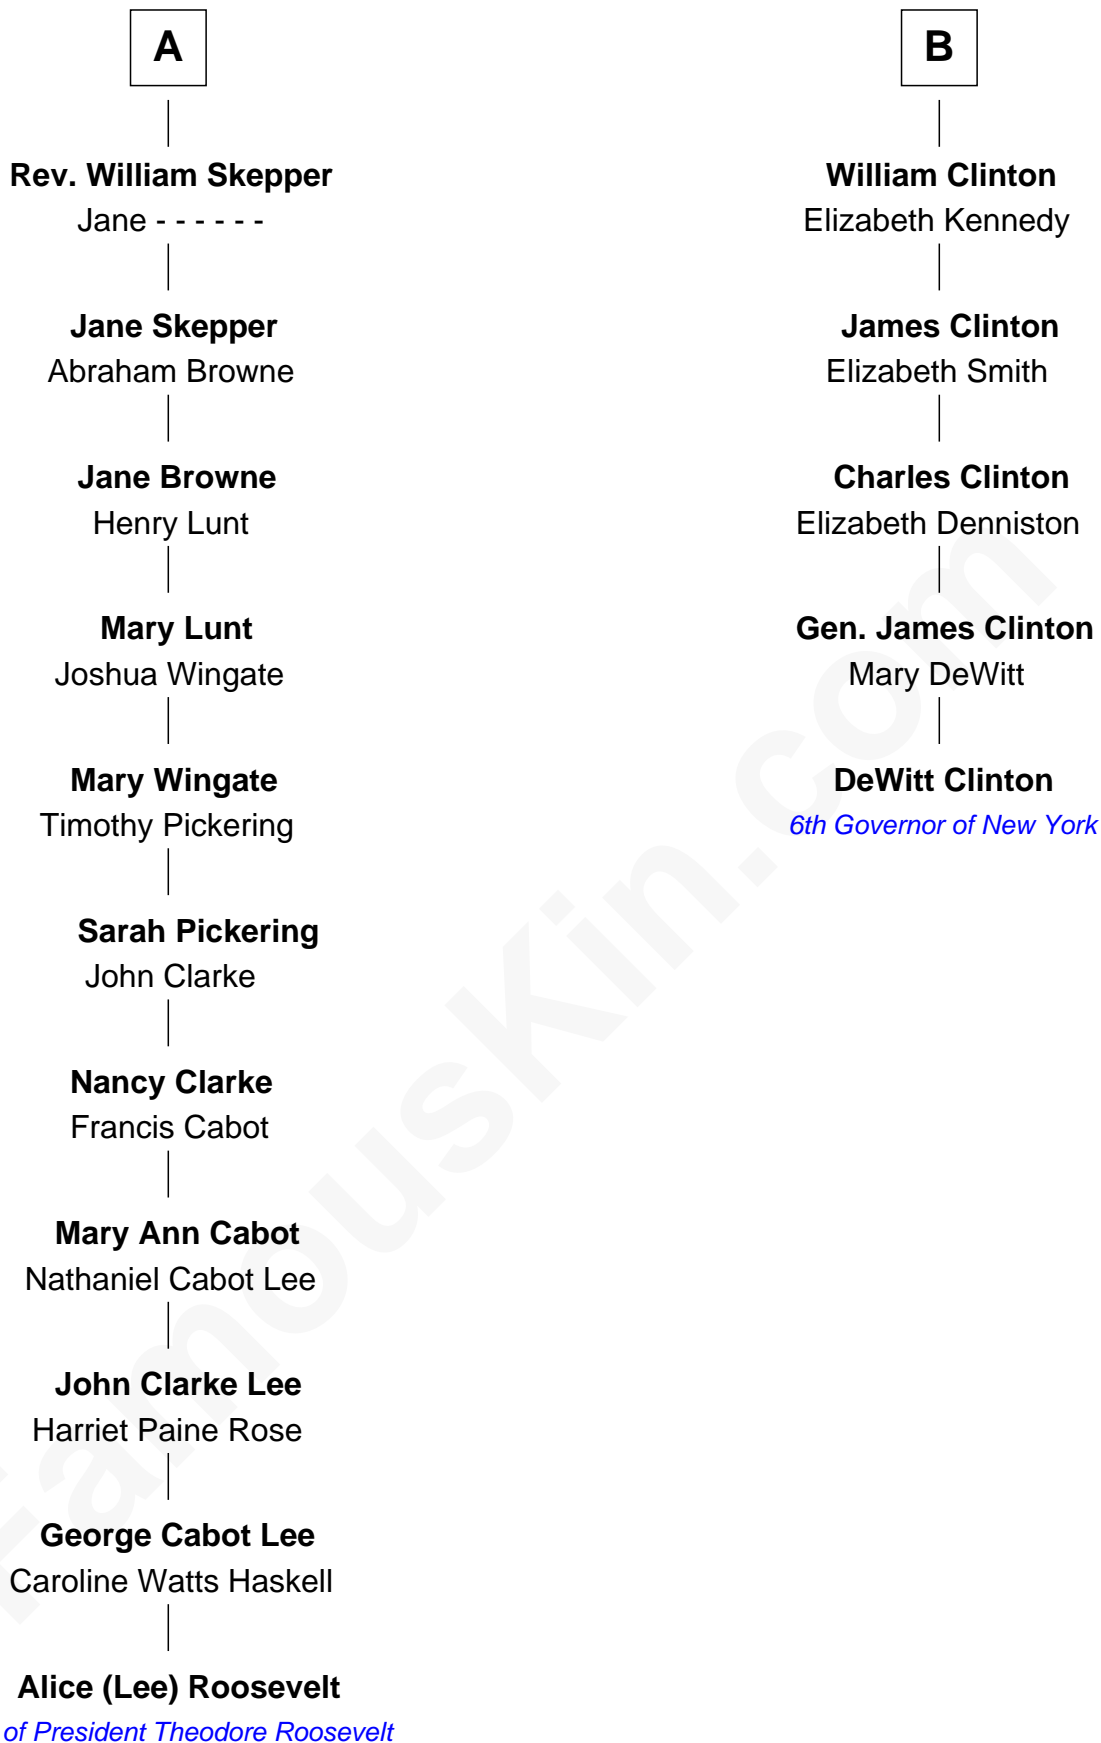 A
Rev. William Skepper
Jane - - - - - -
Jane Skepper
Abraham Browne
Jane Browne
Henry Lunt
Mary Lunt
Joshua Wingate
Mary Wingate
Timothy Pickering
Sarah Pickering
John Clarke
Nancy Clarke
Francis Cabot
Mary Ann Cabot
Nathaniel Cabot Lee
John Clarke Lee
Harriet Paine Rose
George Cabot Lee
Caroline Watts Haskell
Alice (Lee) Roosevelt
of President Theodore Roosevelt
B
William Clinton
Elizabeth Kennedy
James Clinton
Elizabeth Smith
Charles Clinton
Elizabeth Denniston
Gen. James Clinton
Mary DeWitt
DeWitt Clinton
6th Governor of New York
FamousKin.com